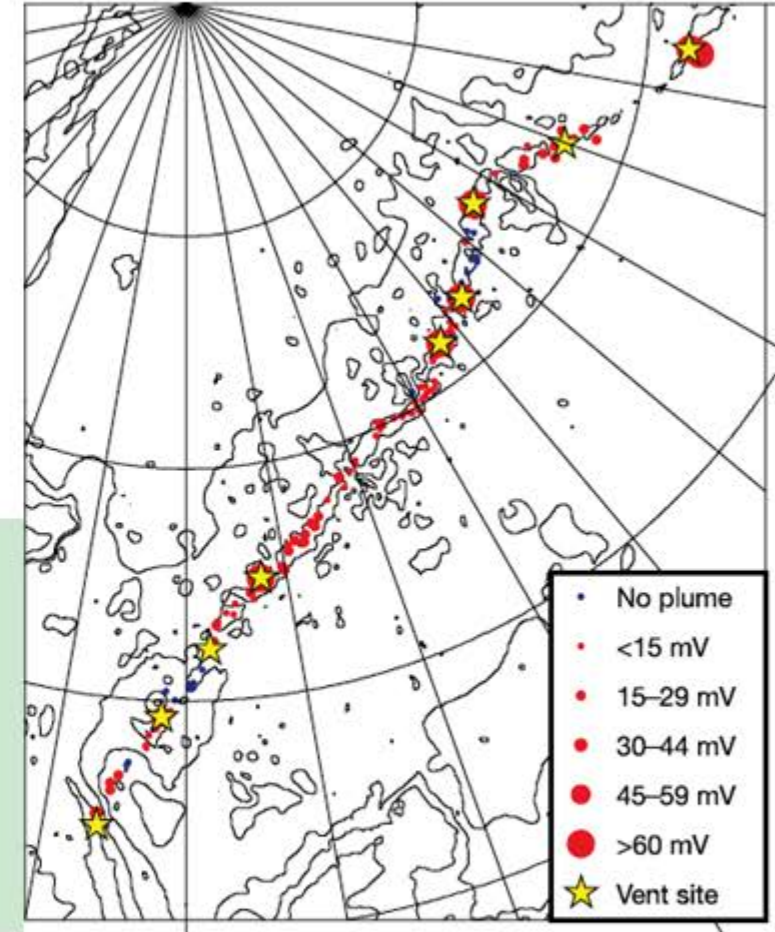 No plume
<15 mV
15–29 mV
30–44 mV
45–59 mV
>60 mV
Vent site